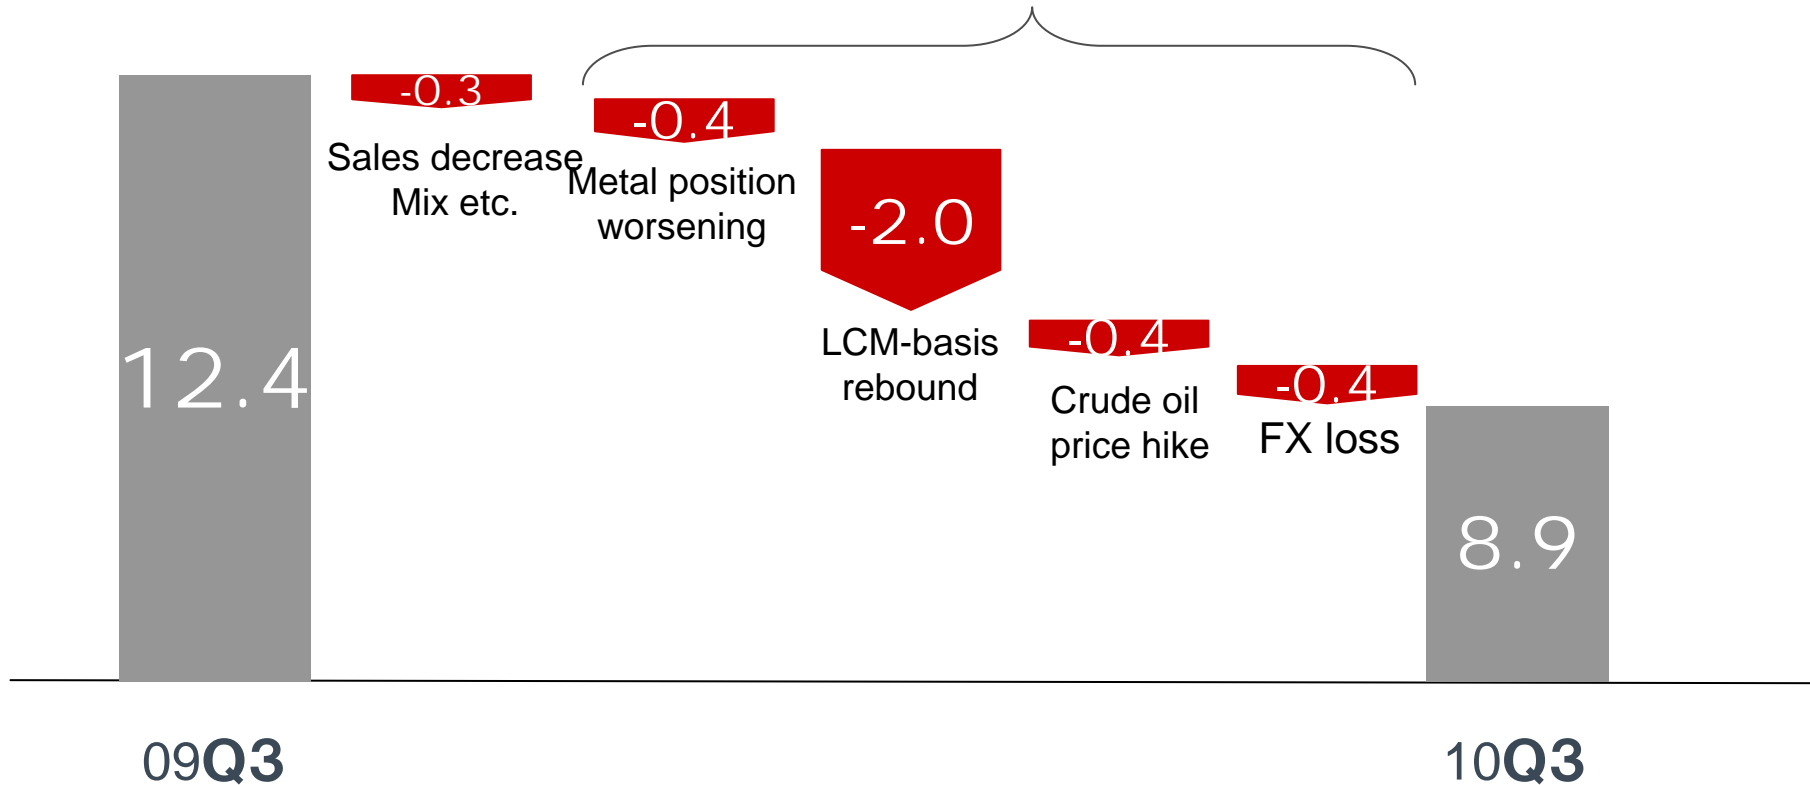 -0.3
Sales decrease
Mix etc.
-0.4
Metal position
worsening
-2.0
LCM-basis
rebound
-0.4
Crude oil
price hike
-0.4
FX loss
12.4
8.9
09Q3
10Q3